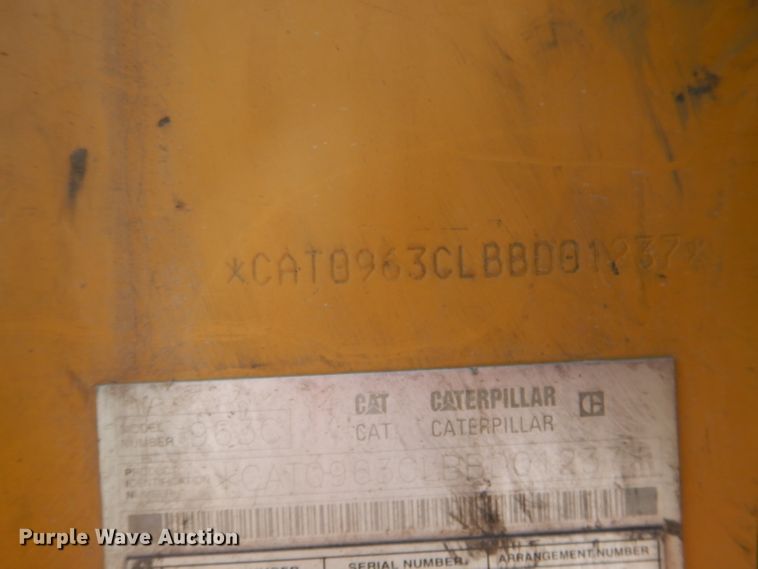 *CAT0963CLBBD01237*
CAT CATERPILLAR
MODEL NUMBER 963C CAT CATERPILLAR
PRODUCT IDENTIFICATION NUMBER *CAT0963CLBBD01237*
SERIAL NUMBER ARRANGEMENT NUMBER
Purple Wave Auction